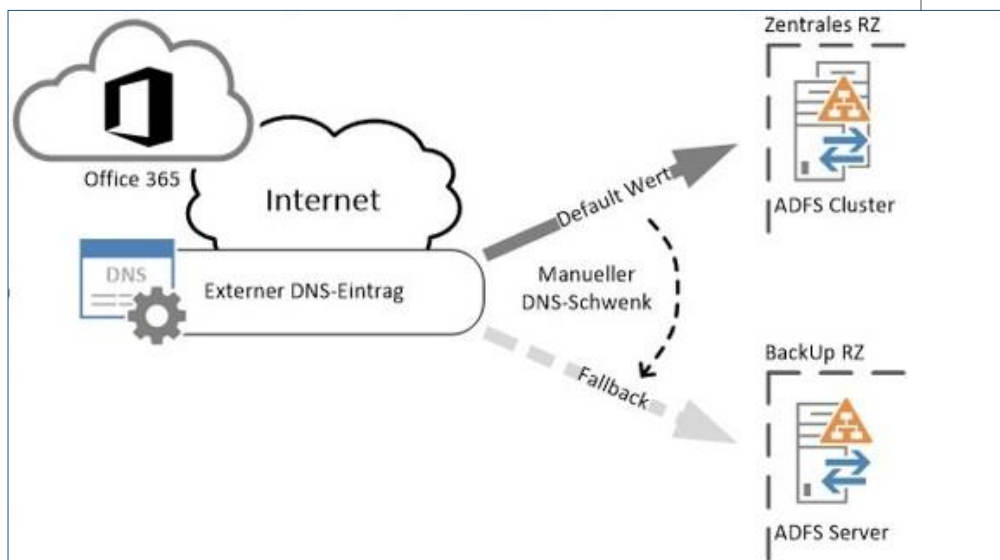 Zentrales RZ
Office 365
Internet
Default Wert
ADFS Cluster
DNS
Externer DNS-Eintrag
Manueller
DNS-Schwenk
BackUp RZ
Fallback
ADFS Server